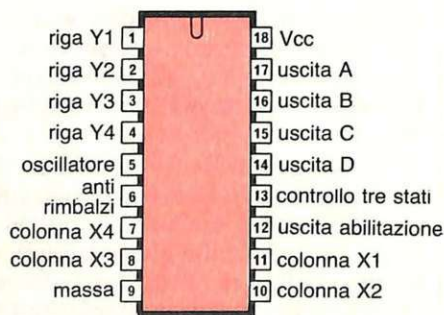 riga Y1 1
riga Y2 2
riga Y3 3
riga Y4 4
oscillatore 5
anti
rimbalzi 6
colonna X4 7
colonna X3 8
massa 9
18 Vcc
17 uscita A
16 uscita B
15 uscita C
14 uscita D
13 controllo tre stati
12 uscita abilitazione
11 colonna X1
10 colonna X2